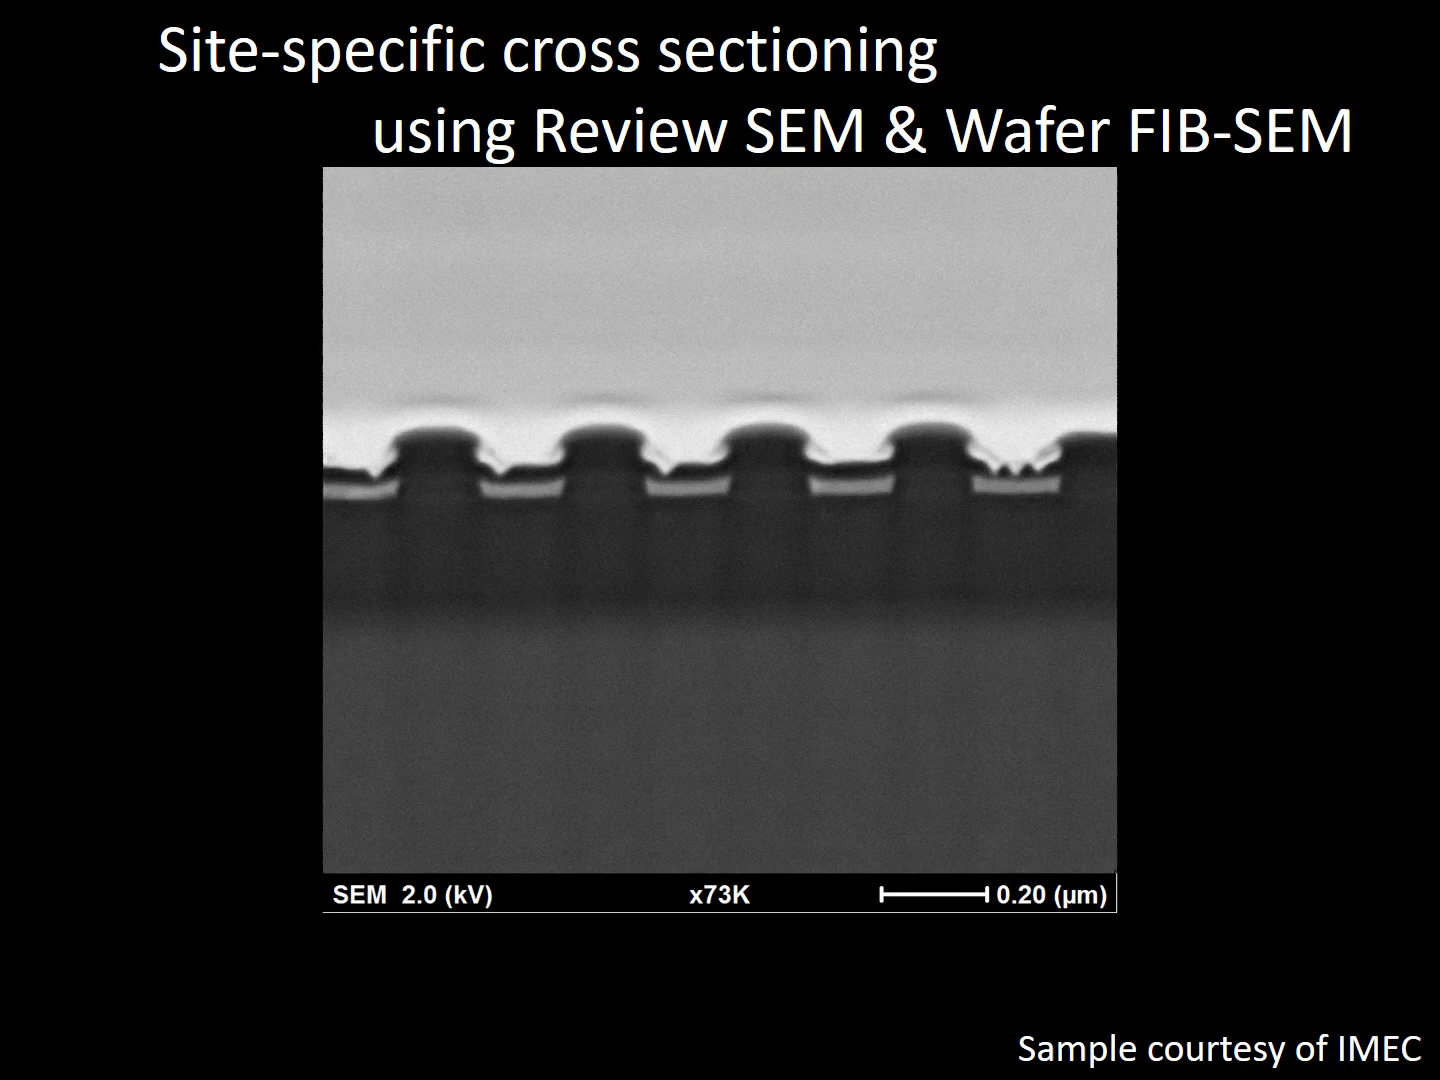 Site-specific cross sectioning
using Review SEM & Wafer FIB-SEM
SEM 2.0 (kV) x73K 0.20 (µm)
Sample courtesy of IMEC